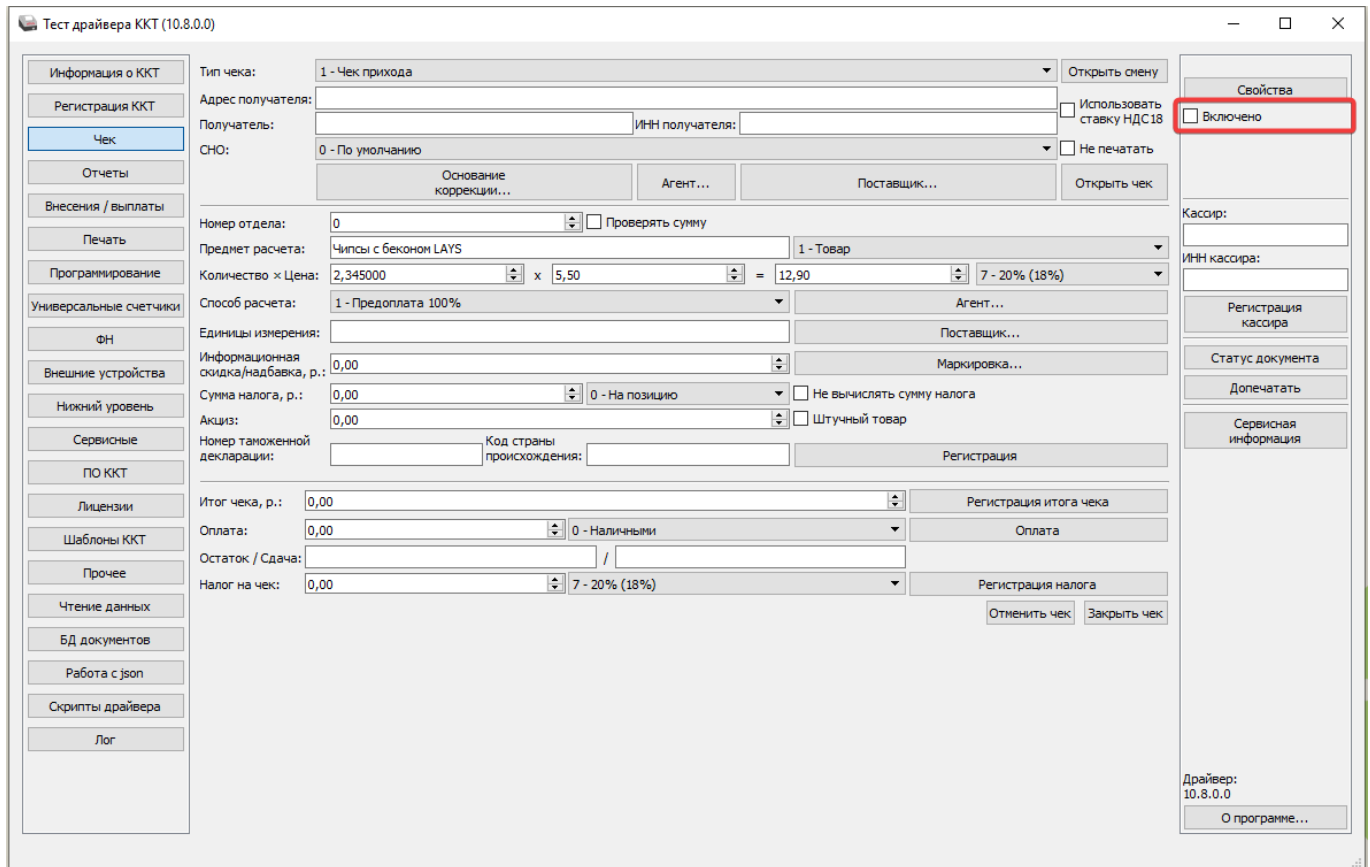 Тест драйвера ККТ (10.8.0.0)
Информация о ККТ
Регистрация ККТ
Чек
Отчеты
Внесения / выплаты
Печать
Программирование
Универсальные счетчики
ФН
Внешние устройства
Нижний уровень
Сервисные
ПО ККТ
Лицензии
Шаблоны ККТ
Прочее
Чтение данных
БД документов
Работа с json
Скрипты драйвера
Лог
Тип чека: 1 - Чек прихода Открыть смену
Адрес получателя:
Получатель: ИНН получателя:
Использовать
ставку НДС18
СНО: 0 - По умолчанию Не печатать
Основание
коррекции... Агент... Поставщик... Открыть чек
Номер отдела: 0 Проверять сумму
Предмет расчета: Чипсы с беконом LAYS 1 - Товар
Количество × Цена: 2,345000 x 5,50 = 12,90 7 - 20% (18%)
Способ расчета: 1 - Предоплата 100% Агент...
Единицы измерения: Поставщик...
Информационная
скидка/надбавка, р.: 0,00 Маркировка...
Сумма налога, р.: 0,00 0 - На позицию Не вычислять сумму налога
Акциз: 0,00 Штучный товар
Номер таможенной
декларации:
Код страны
происхождения:
Регистрация
Итог чека, р.: 0,00 Регистрация итога чека
Оплата: 0,00 0 - Наличными Оплата
Остаток / Сдача: /
Налог на чек: 0,00 7 - 20% (18%) Регистрация налога
Отменить чек Закрыть чек
Свойства
Включено
Кассир:
ИНН кассира:
Регистрация
кассира
Статус документа
Допечатать
Сервисная
информация
Драйвер:
10.8.0.0
О программе...